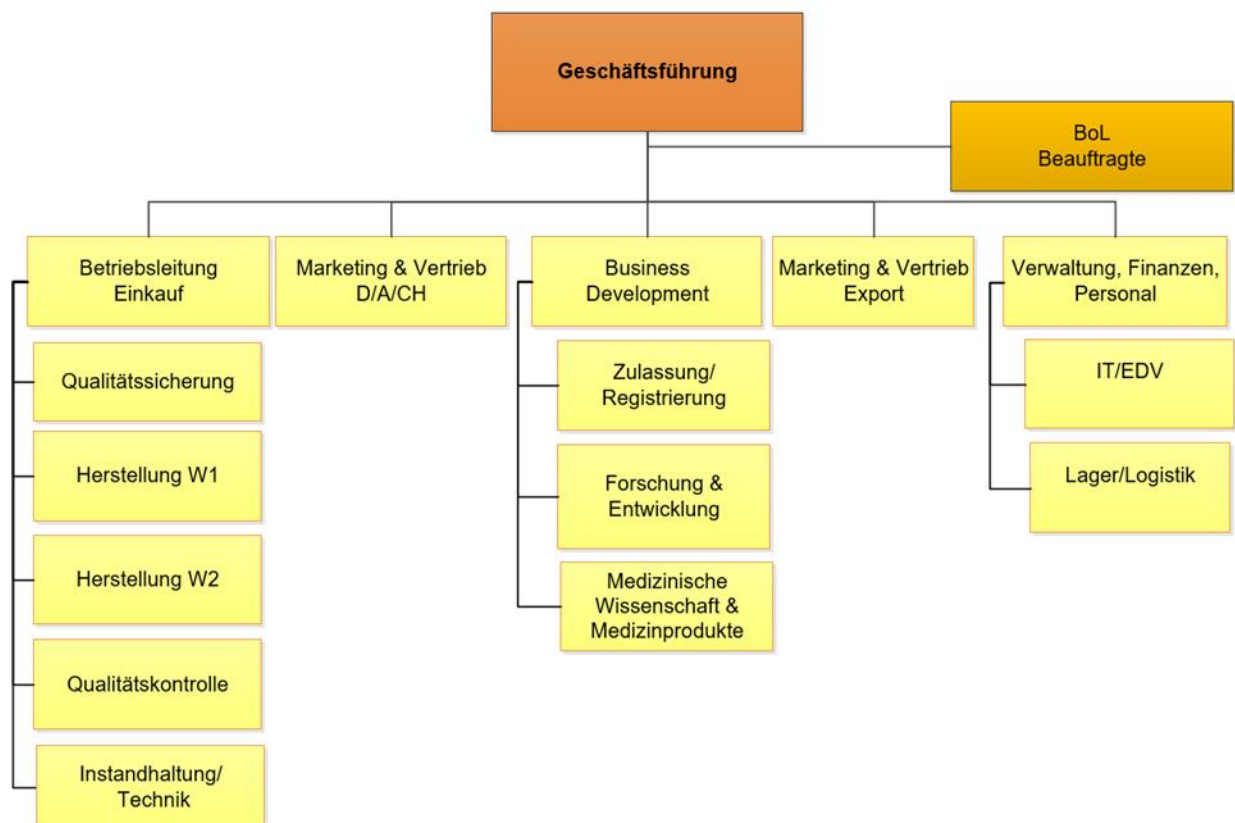 Geschäftsführung
BoL
Beauftragte
Betriebsleitung
Einkauf
Marketing & Vertrieb
D/A/CH
Business
Development
Marketing & Vertrieb
Export
Verwaltung, Finanzen,
Personal
Qualitätssicherung
Herstellung W1
Herstellung W2
Qualitätskontrolle
Instandhaltung/
Technik
Zulassung/
Registrierung
Forschung &
Entwicklung
Medizinische
Wissenschaft &
Medizinprodukte
IT/EDV
Lager/Logistik